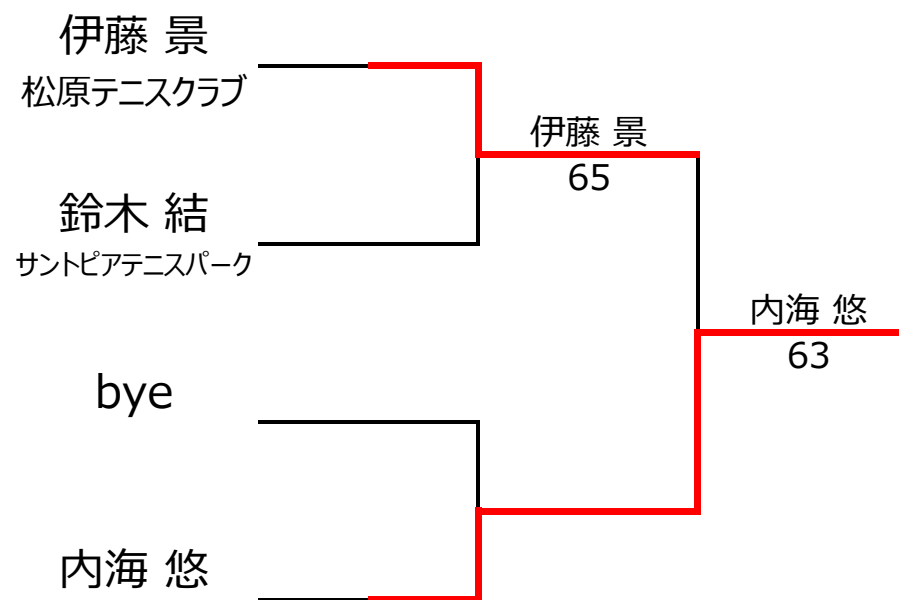 伊藤 景
松原テニスクラブ
伊藤 景
65
鈴木 結
サントピアテニスパーク
内海 悠
63
bye
内海 悠